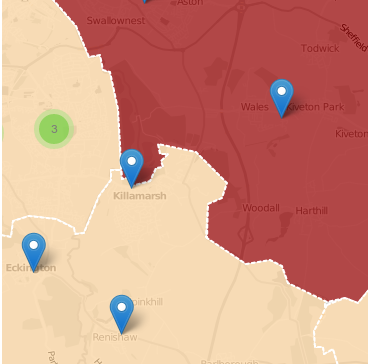 Aston
Swallownest
Sheffield
Todwick
Wales
Kiveton Park
Kiveton
3
Killamarsh
Woodall
Harthill
Eckington
Renishaw